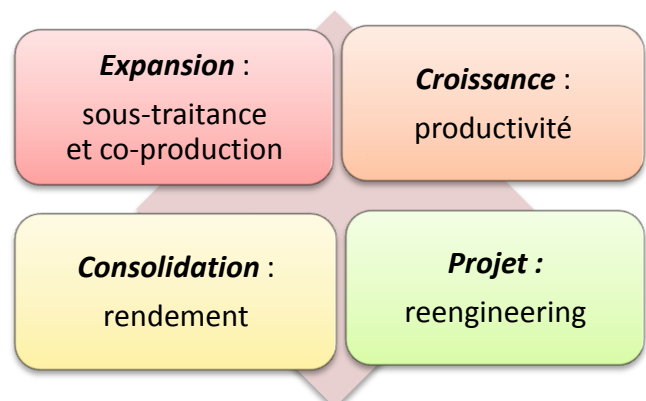 Expansion :
sous-traitance
et co-production
Croissance :
productivité
Consolidation :
rendement
Projet :
reengineering